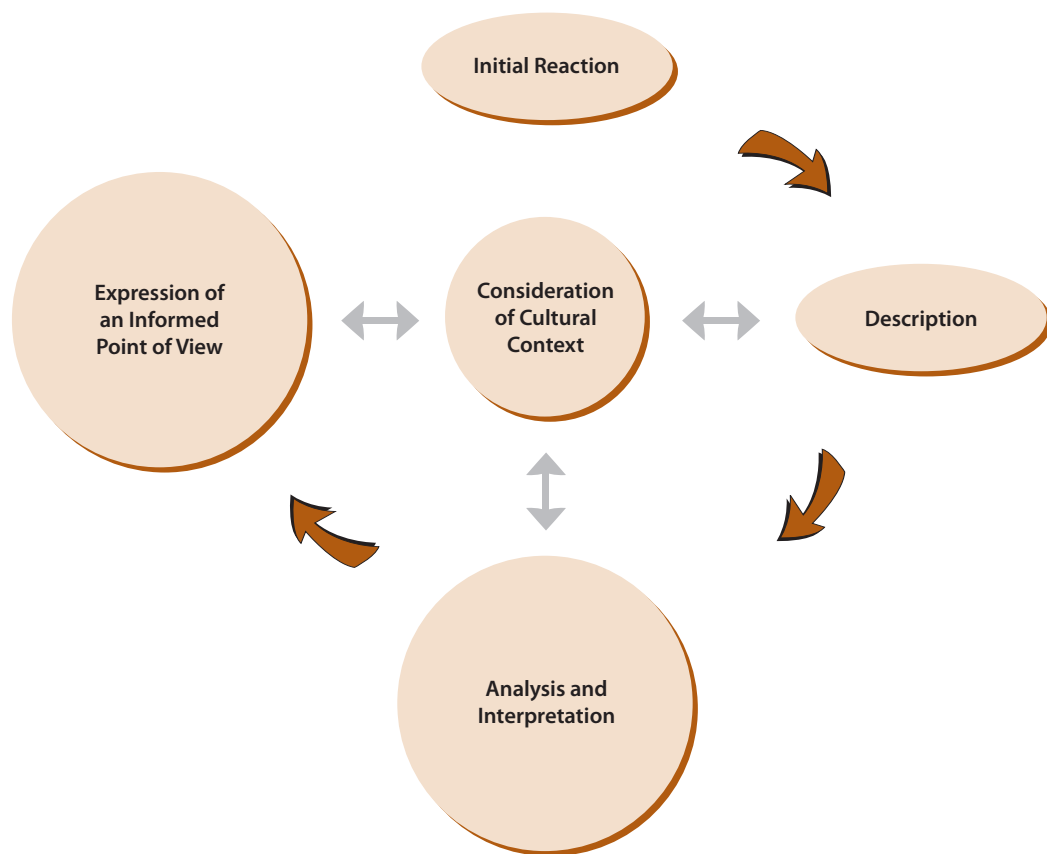 Initial Reaction
Expression of
an Informed
Point of View
Consideration
of Cultural
Context
Description
Analysis and
Interpretation